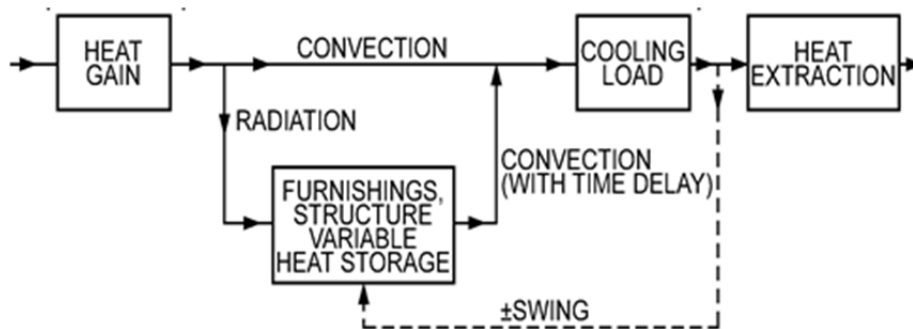 HEAT
GAIN
CONVECTION
COOLING
LOAD
HEAT
EXTRACTION
RADIATION
CONVECTION
(WITH TIME DELAY)
FURNISHINGS,
STRUCTURE
VARIABLE
HEAT STORAGE
±SWING